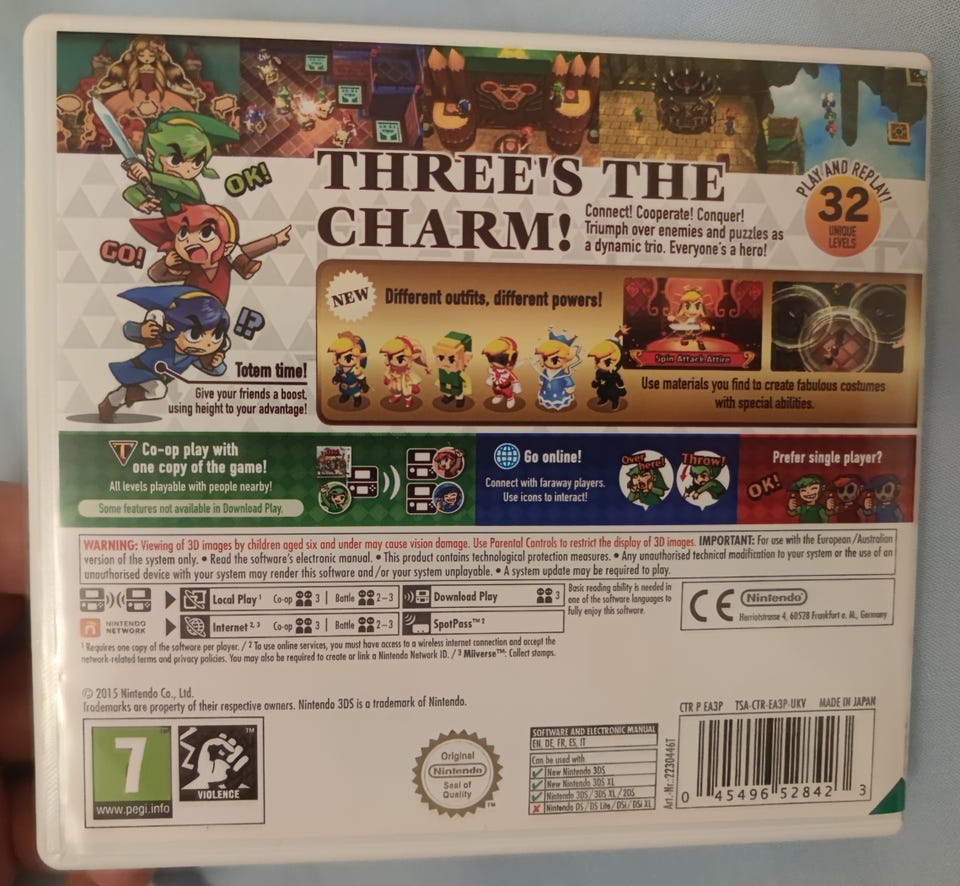 THREE'S THE
CHARM!
Connect! Cooperate! Conquer!
Triumph over enemies and puzzles as
a dynamic trio. Everyone's a hero!
PLAY AND REPLAY!
32
UNIQUE
LEVELS
OK!
GO!
!?
Totem time!
Give your friends a boost,
using height to your advantage!
NEW
Different outfits, different powers!
Spin Attack Attire
Use materials you find to create fabulous costumes
with special abilities.
Co-op play with
one copy of the game!
All levels playable with people nearby!
Some features not available in Download Play.
Go online!
Connect with faraway players.
Use icons to interact!
Over here!
Throw!
Prefer single player?
OK!
WARNING: Viewing of 3D images by children aged six and under may cause vision damage. Use Parental Controls to restrict the display of 3D images. IMPORTANT: For use with the European/Australian
version of the system only. • Read the software's electronic manual. • This product contains technological protection measures. • Any unauthorised technical modification to your system or the use of an
unauthorised device with your system may render this software and/or your system unplayable. • A system update may be required to play.
Local Play¹ Co-op 3 | Battle 2–3
Download Play 3
NINTENDO
NETWORK
Internet²,³ Co-op 3 | Battle 2–3
SpotPass™²
Basic reading ability is needed in
one of the software languages to
fully enjoy this software.
CE Nintendo
Herriotstrasse 4, 60528 Frankfurt a. M., Germany
¹ Requires one copy of the software per player. / ² To use online services, you must have access to a wireless internet connection and accept the
network-related terms and privacy policies. You may also be required to create or link a Nintendo Network ID. / ³ Miiverse™: Collect stamps.
© 2015 Nintendo Co., Ltd.
Trademarks are property of their respective owners. Nintendo 3DS is a trademark of Nintendo.
7
www.pegi.info
VIOLENCE
TM
Original
Nintendo
Seal of
Quality
TM
SOFTWARE AND ELECTRONIC MANUAL
EN, DE, FR, ES, IT
Can be used with
New Nintendo 3DS
New Nintendo 3DS XL
Nintendo 3DS/3DS XL/2DS
Nintendo DS/DS Lite/DSi/DSi XL
Art.-Nr.: 2230446T
CTR P EA3P TSA-CTR-EA3P-UKV MADE IN JAPAN
0 45496 52842 3